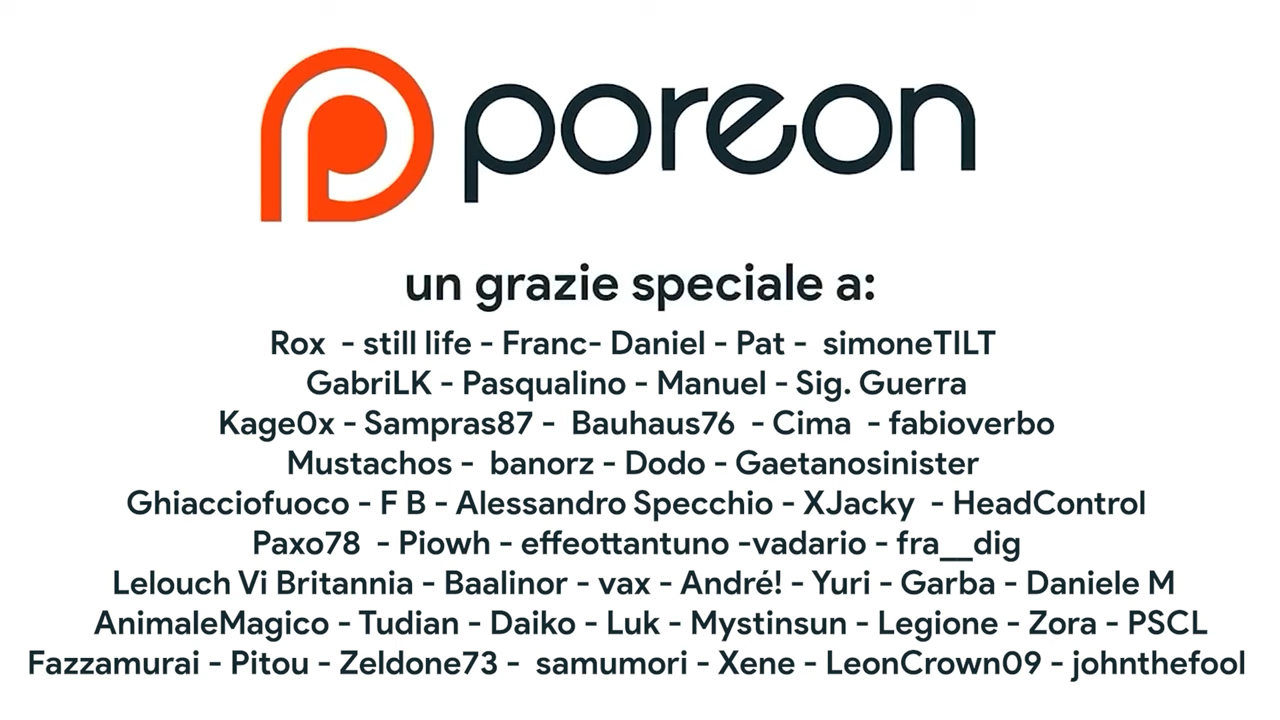 poreon
un grazie speciale a:
Rox - still life - Franc- Daniel - Pat - simoneTILT
GabriLK - Pasqualino - Manuel - Sig. Guerra
Kage0x - Sampras87 - Bauhaus76 - Cima - fabioverbo
Mustachos - banorz - Dodo - Gaetanosinister
Ghiacciofuoco - F B - Alessandro Specchio - XJacky - HeadControl
Paxo78 - Piowh - effeottantuno -vadario - fra__dig
Lelouch Vi Britannia - Baalinor - vax - André! - Yuri - Garba - Daniele M
AnimaleMagico - Tudian - Daiko - Luk - Mystinsun - Legione - Zora - PSCL
Fazzamurai - Pitou - Zeldone73 - samumori - Xene - LeonCrown09 - johnthefool